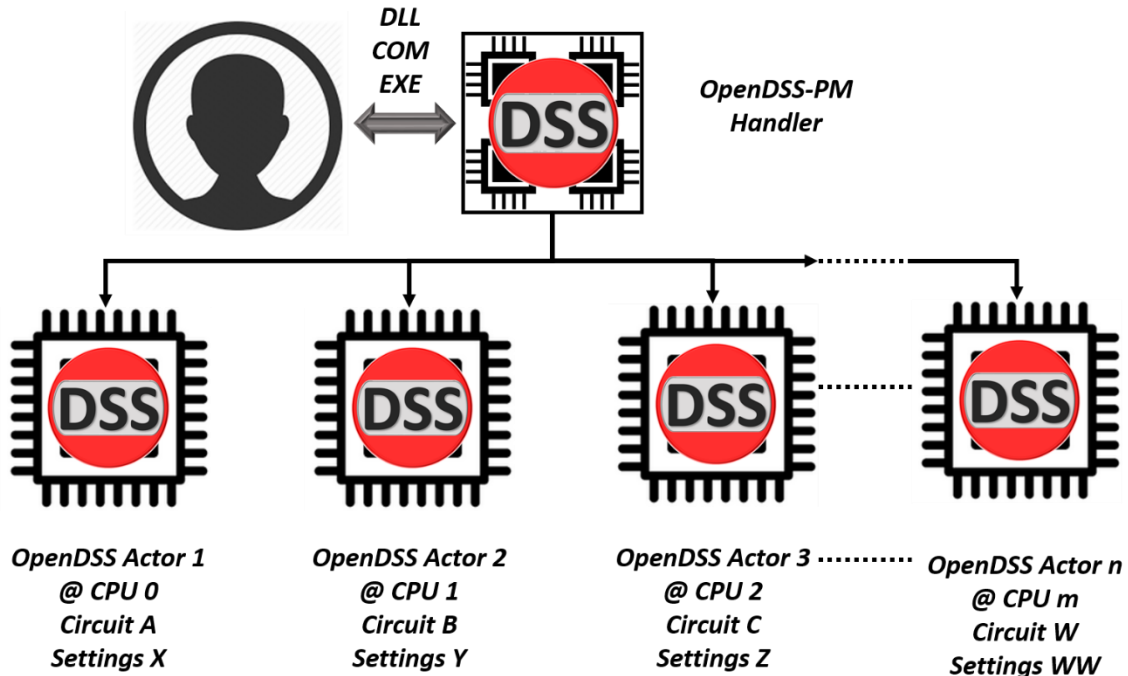 DLL
COM
EXE
DSS
OpenDSS-PM
Handler
DSS
DSS
DSS
DSS
OpenDSS Actor 1
@ CPU 0
Circuit A
Settings X
OpenDSS Actor 2
@ CPU 1
Circuit B
Settings Y
OpenDSS Actor 3
@ CPU 2
Circuit C
Settings Z
OpenDSS Actor n
@ CPU m
Circuit W
Settings WW